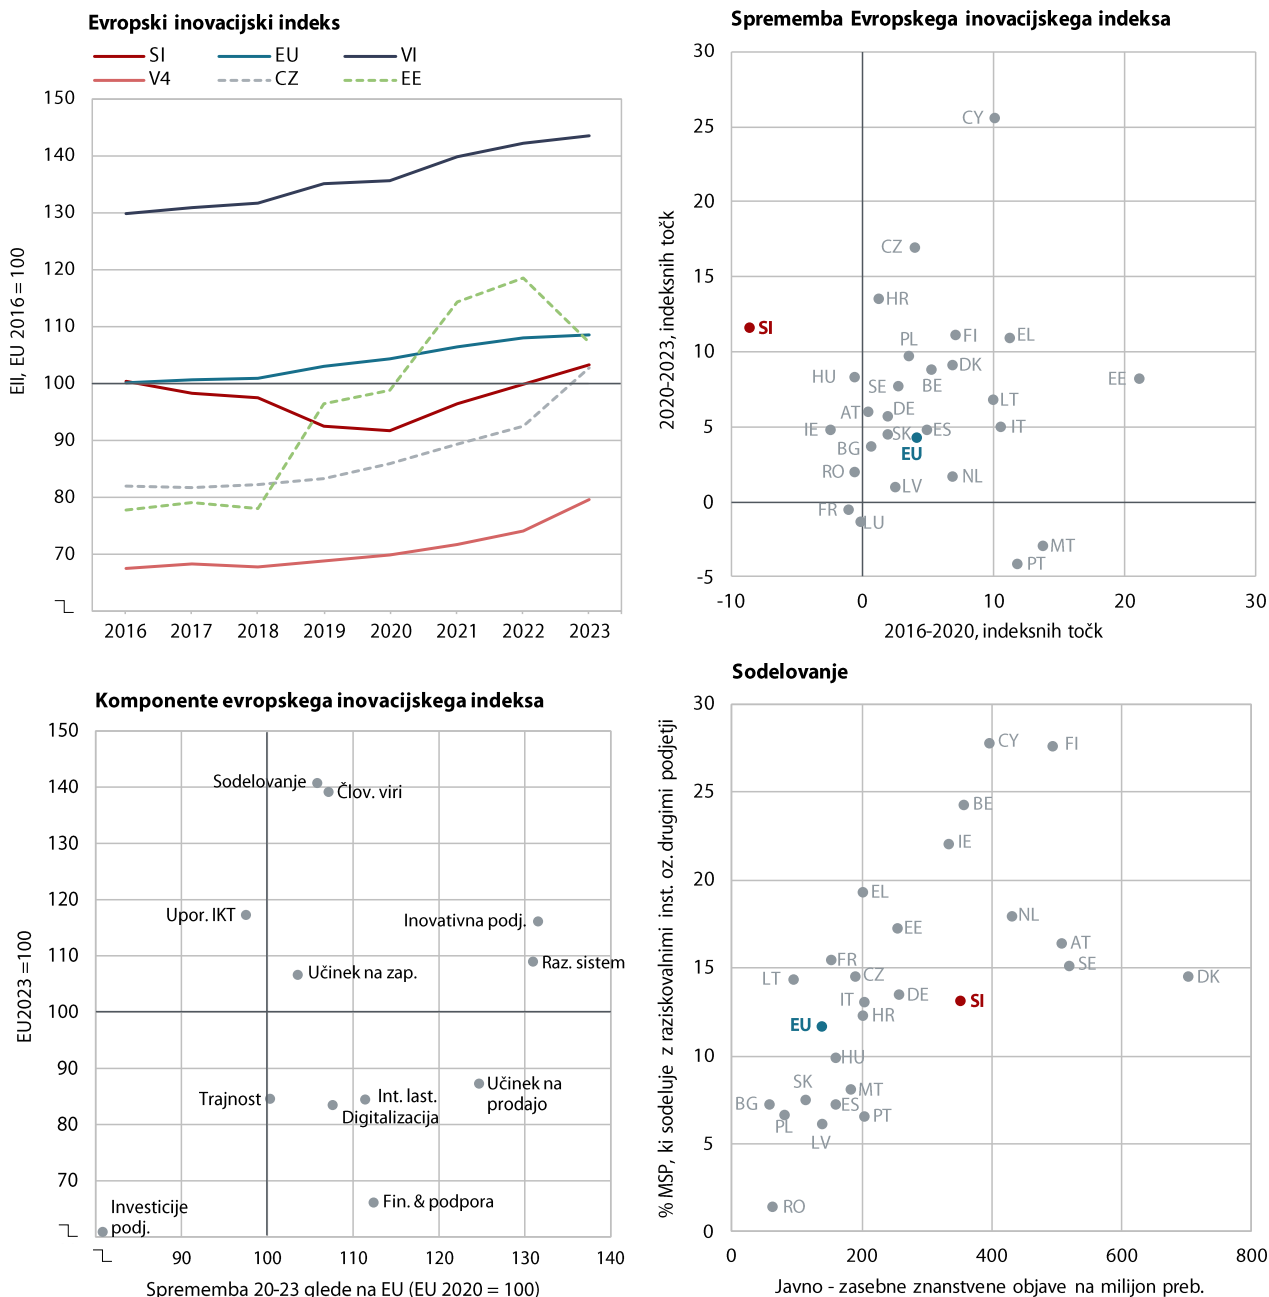 Evropski inovacijski indeks
SI EU VI
V4 CZ EE
EII, EU 2016 = 100
150
140
130
120
110
100
90
80
70
2016 2017 2018 2019 2020 2021 2022 2023
Sprememba Evropskega inovacijskega indeksa
2020-2023, indeksnih točk
30
25
20
15
10
5
0
-5
CY
CZ
HR
SI
FI
EL
PL
DK
HU
SE
BE
EE
LT
AT
DE
IE
SK
ES
IT
BG
EU
RO
LV
NL
FR
LU
MT
PT
-10 0 10 20 30
2016-2020, indeksnih točk
Komponente evropskega inovacijskega indeksa
EU2023 =100
150
140
130
120
110
100
90
80
70
Sodelovanje
Člov. viri
Upor. IKT
Inovativna podj.
Raz. sistem
Učinek na zap.
Trajnost
Int. last.
Digitalizacija
Učinek na
prodajo
Fin. & podpora
Investicije
podj.
90 100 110 120 130 140
Sprememba 20-23 glede na EU (EU 2020 = 100)
Sodelovanje
% MSP, ki sodeluje z raziskovalnimi inst. oz. drugimi podjetji
30
25
20
15
10
5
0
CY
FI
BE
IE
EL
NL
EE
AT
FR
SE
LT
CZ
DK
IT
DE
SI
HR
EU
HU
SK
MT
BG
ES
PL
PT
LV
RO
0 200 400 600 800
Javno - zasebne znanstvene objave na milijon preb.